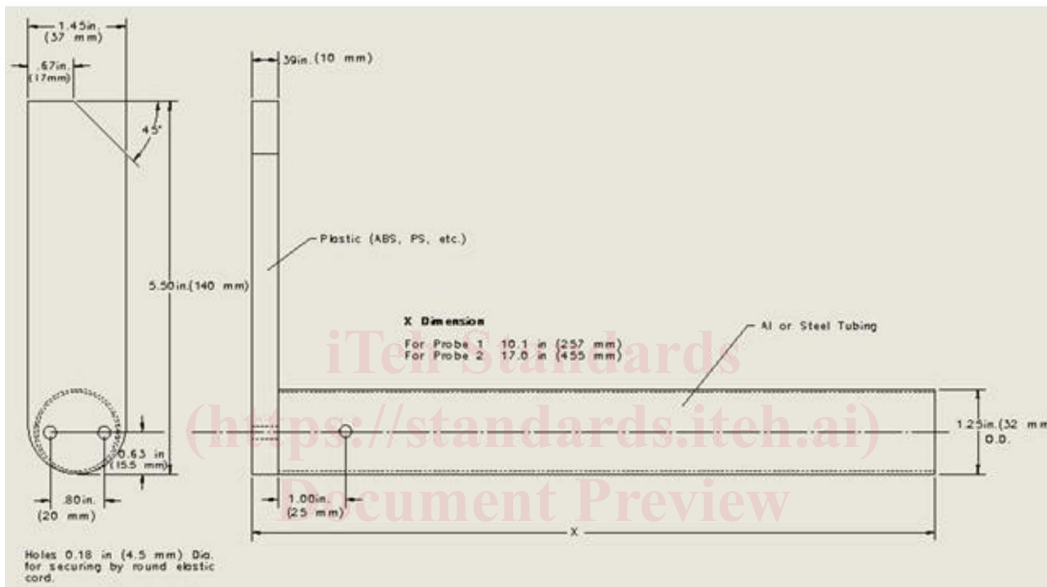 1.45in.
(37 mm)
.67in.
(17mm)
39in.(10 mm)
45°
Plastic (ABS, PS, etc.)
5.50in.(140 mm)
X Dimension
For Probe 1 10.1 in (257 mm)
For Probe 2 17.0 in (455 mm)
Al or Steel Tubing
iTeh Standards
(https://standards.iteh.ai)
Document Preview
1.25in.(32 mm
O.D.
0.63 in
(15.5 mm)
.80in.
(20 mm)
1.00in.
(25 mm)
X
Holes 0.18 in (4.5 mm) Dia.
for securing by round elastic
cord.